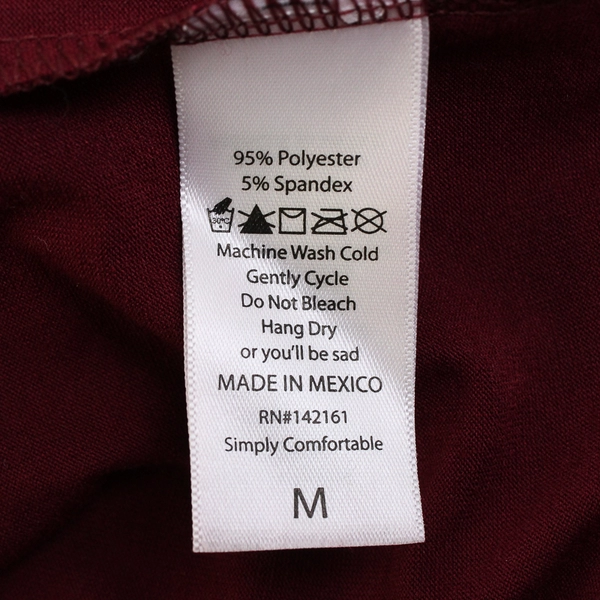 95% Polyester
5% Spandex
30°C
Machine Wash Cold
Gently Cycle
Do Not Bleach
Hang Dry
or you'll be sad
MADE IN MEXICO
RN#142161
Simply Comfortable
M